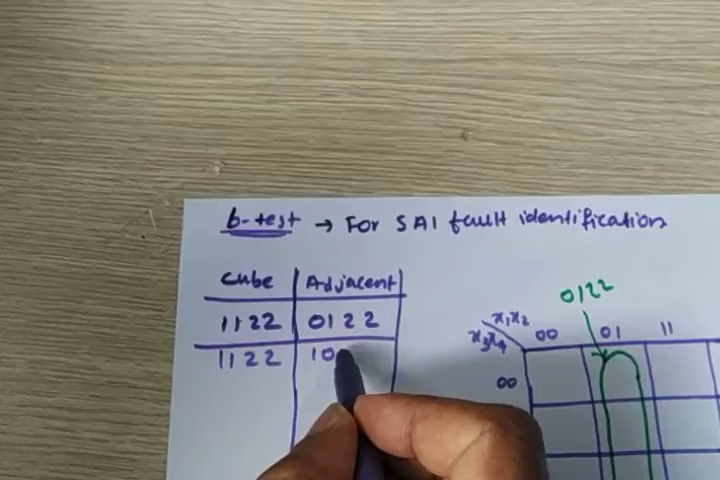 b-test → For SA1 fault identification
Cube Adjacent
1122 0122
1122 10
0122
x1x2
x3x4
00 01 11
00